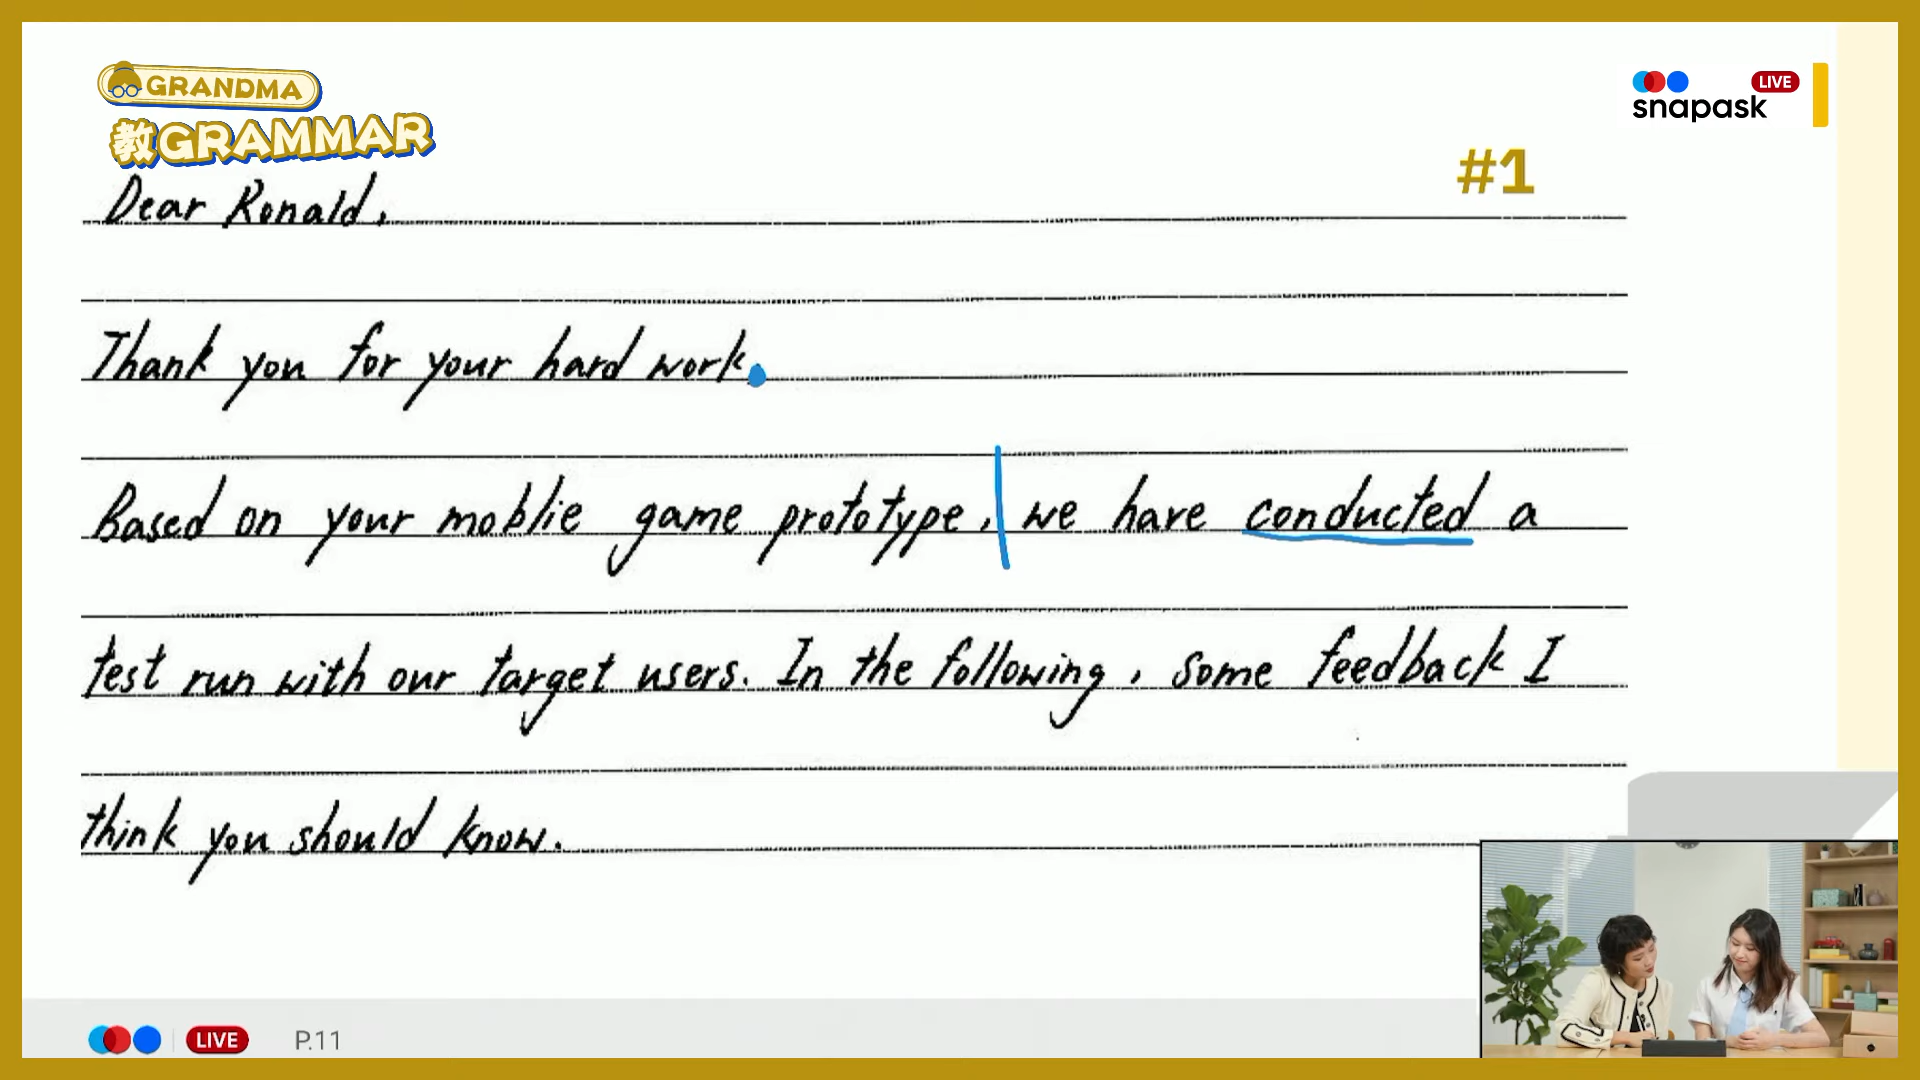 GRANDMA
教GRAMMAR
LIVE
snapask
#1
Dear Ronald,
Thank you for your hard work.
Based on your moblie game prototype, we have conducted a
test run with our target users. In the following, some feedback I
think you should know.
LIVE
P.11